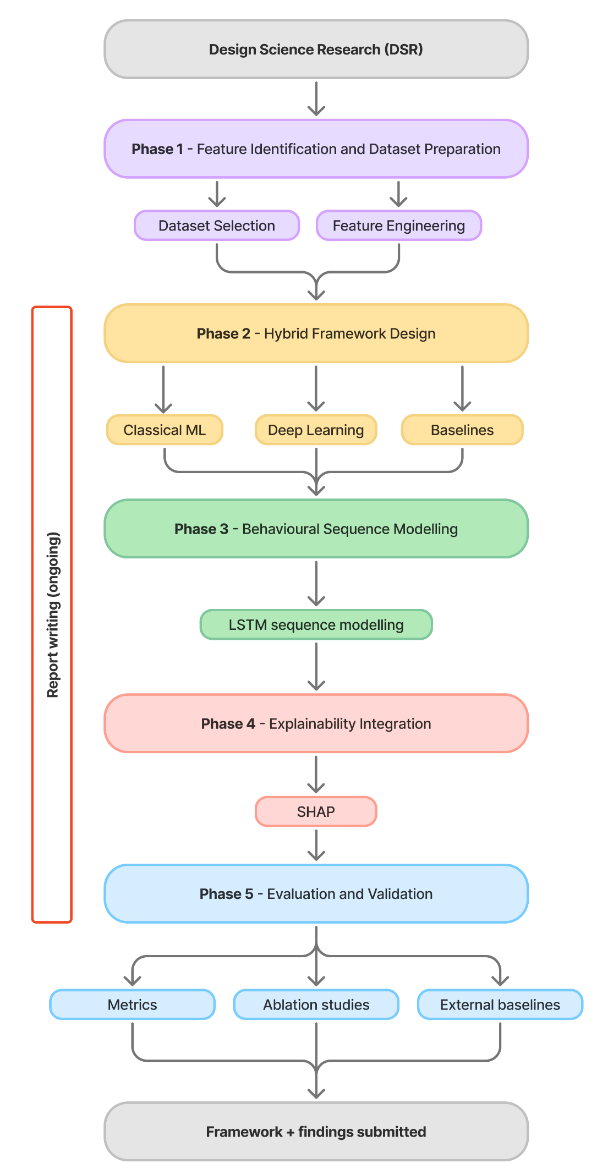 Design Science Research (DSR)
Phase 1 - Feature Identification and Dataset Preparation
Dataset Selection
Feature Engineering
Phase 2 - Hybrid Framework Design
Classical ML
Deep Learning
Baselines
Report writing (ongoing)
Phase 3 - Behavioural Sequence Modelling
LSTM sequence modelling
Phase 4 - Explainability Integration
SHAP
Phase 5 - Evaluation and Validation
Metrics
Ablation studies
External baselines
Framework + findings submitted